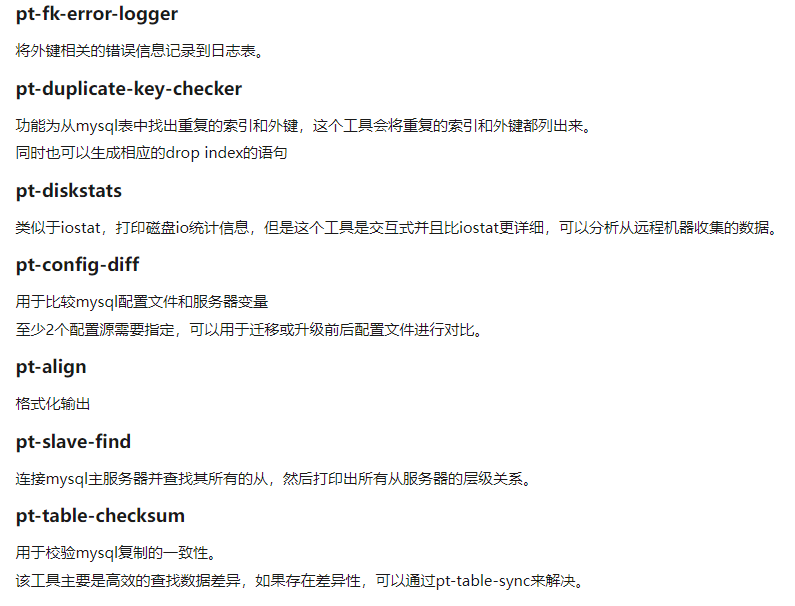 pt-fk-error-logger
将外键相关的错误信息记录到日志表。
pt-duplicate-key-checker
功能为从mysql表中找出重复的索引和外键，这个工具会将重复的索引和外键都列出来。
同时也可以生成相应的drop index的语句
pt-diskstats
类似于iostat，打印磁盘io统计信息，但是这个工具是交互式并且比iostat更详细，可以分析从远程机器收集的数据。
pt-config-diff
用于比较mysql配置文件和服务器变量
至少2个配置源需要指定，可以用于迁移或升级前后配置文件进行对比。
pt-align
格式化输出
pt-slave-find
连接mysql主服务器并查找其所有的从，然后打印出所有从服务器的层级关系。
pt-table-checksum
用于校验mysql复制的一致性。
该工具主要是高效的查找数据差异，如果存在差异性，可以通过pt-table-sync来解决。